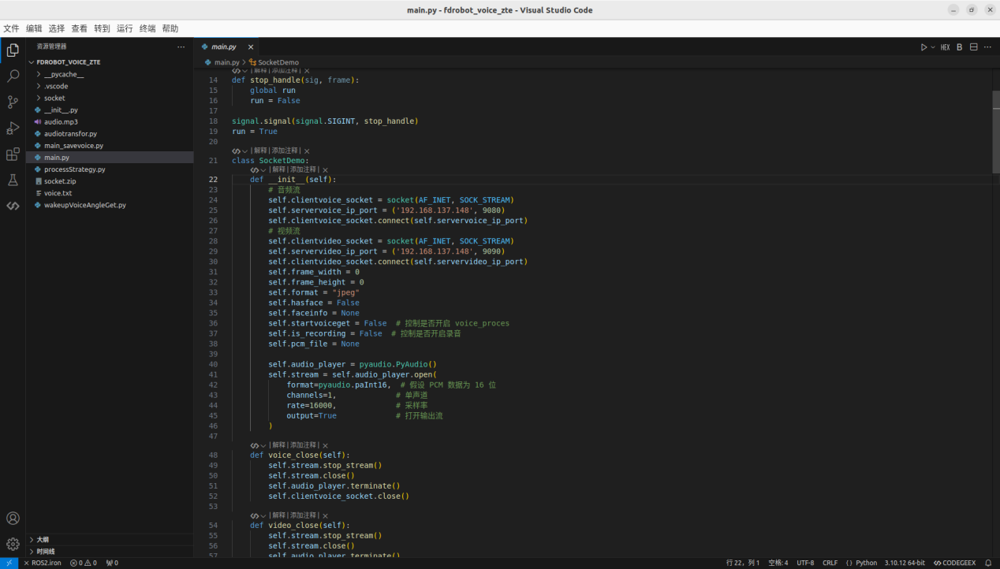 main.py - fdrobot_voice_zte - Visual Studio Code
文件 编辑 选择 查看 转到 运行 终端 帮助
资源管理器
FDROBOT_VOICE_ZTE
__pycache__
.vscode
socket
__init__.py
audio.mp3
audiotransfor.py
main_savevoice.py
main.py
processStrategy.py
socket.zip
voice.txt
wakeupVoiceAngleGet.py
大纲
时间线
main.py
HEX B
main.py > SocketDemo
| 解释 | 添加注释 | ×
14 def stop_handle(sig, frame):
15     global run
16     run = False
17
18 signal.signal(signal.SIGINT, stop_handle)
19 run = True
20
| 解释 | 添加注释 | ×
21 class SocketDemo:
| 解释 | 添加注释 | ×
22     def __init__(self):
23         # 音频流
24         self.clientvoice_socket = socket(AF_INET, SOCK_STREAM)
25         self.servervoice_ip_port = ('192.168.137.148', 9080)
26         self.clientvoice_socket.connect(self.servervoice_ip_port)
27         # 视频流
28         self.clientvideo_socket = socket(AF_INET, SOCK_STREAM)
29         self.servervideo_ip_port = ('192.168.137.148', 9090)
30         self.clientvideo_socket.connect(self.servervideo_ip_port)
31         self.frame_width = 0
32         self.frame_height = 0
33         self.format = "jpeg"
34         self.hasface = False
35         self.faceinfo = None
36         self.startvoiceget = False  # 控制是否开启 voice_proces
37         self.is_recording = False  # 控制是否开启录音
38         self.pcm_file = None
39
40         self.audio_player = pyaudio.PyAudio()
41         self.stream = self.audio_player.open(
42             format=pyaudio.paInt16,  # 假设 PCM 数据为 16 位
43             channels=1,             # 单声道
44             rate=16000,             # 采样率
45             output=True             # 打开输出流
46         )
47
| 解释 | 添加注释 | ×
48     def voice_close(self):
49         self.stream.stop_stream()
50         self.stream.close()
51         self.audio_player.terminate()
52         self.clientvoice_socket.close()
53
| 解释 | 添加注释 | ×
54     def video_close(self):
55         self.stream.stop_stream()
56         self.stream.close()
57         self.audio_player.terminate()
ROS2.iron 0 0 0 行 22，列 1 空格: 4 UTF-8 CRLF Python 3.10.12 64-bit CODEGEEX